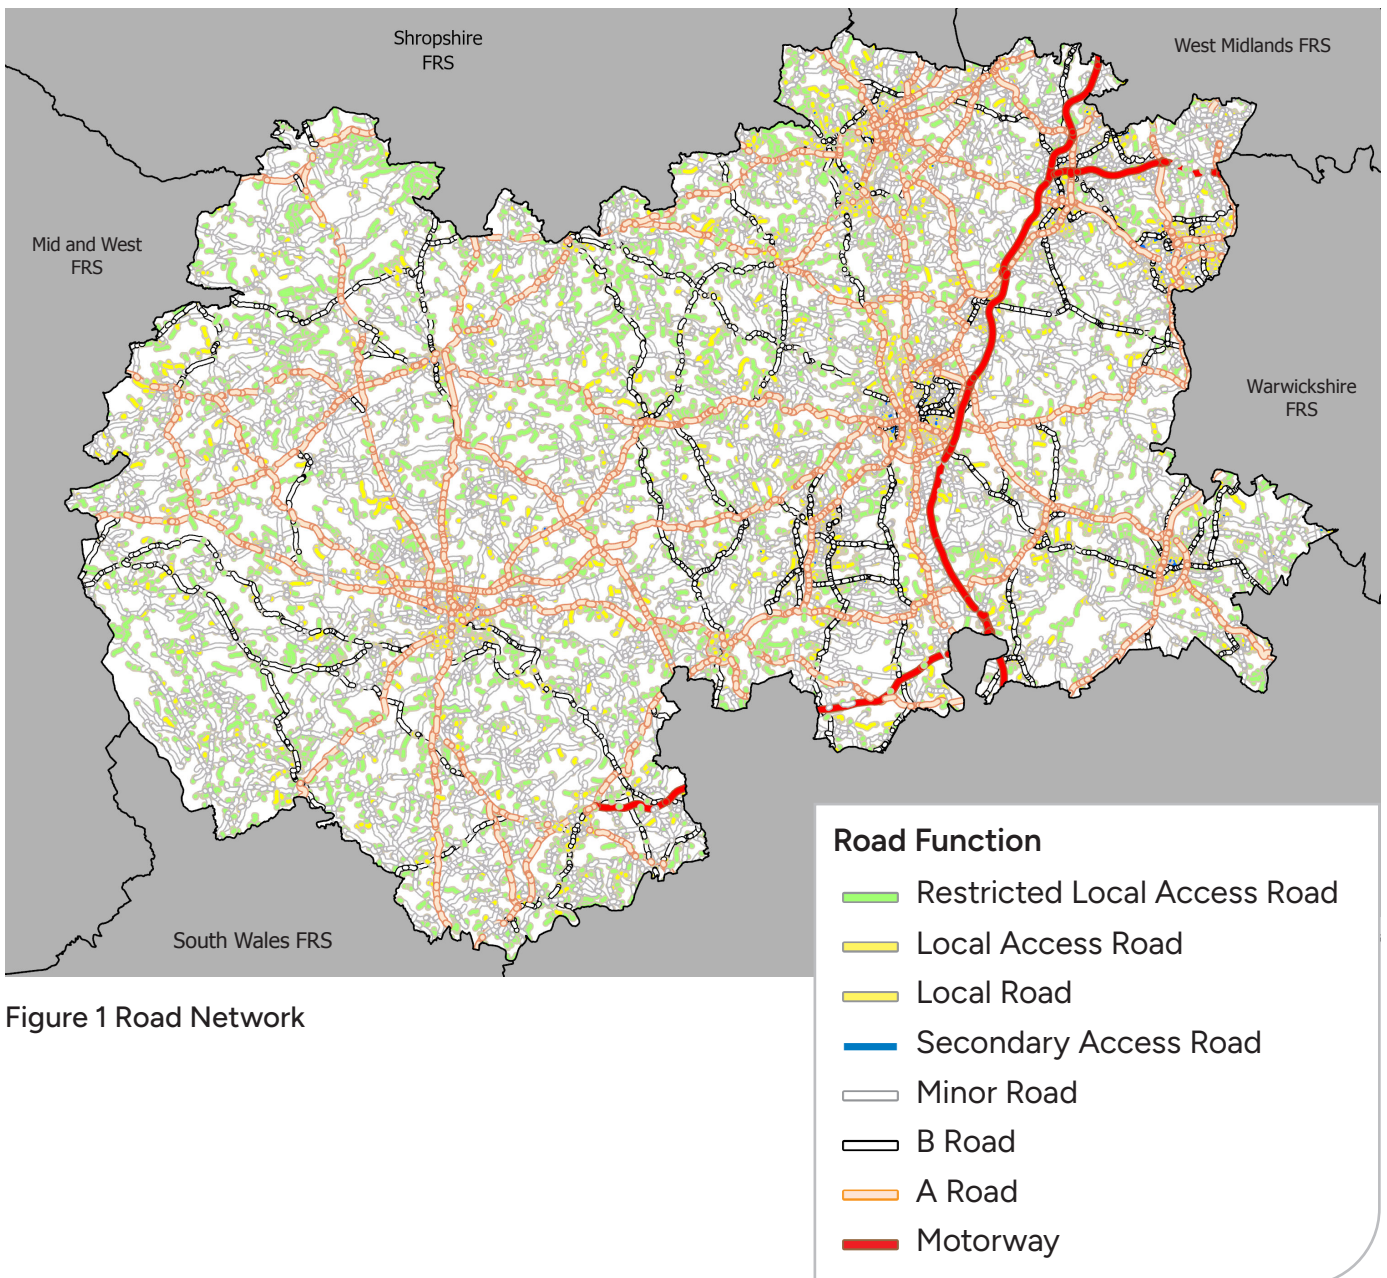 Shropshire
FRS
West Midlands FRS
Mid and West
FRS
Warwickshire
FRS
South Wales FRS
Figure 1 Road Network
Road Function
Restricted Local Access Road
Local Access Road
Local Road
Secondary Access Road
Minor Road
B Road
A Road
Motorway